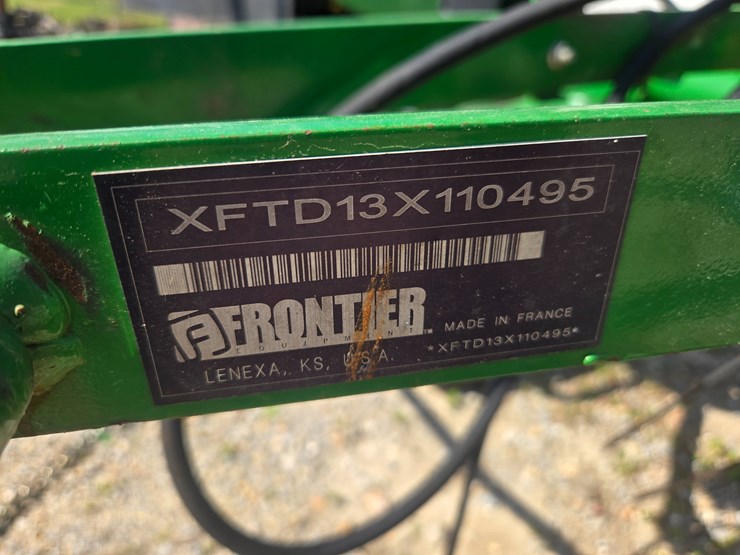 XFTD13X110495
FRONTIER
EQUIPMENT
LENEXA, KS, U.S.A.
MADE IN FRANCE
*XFTD13X110495*